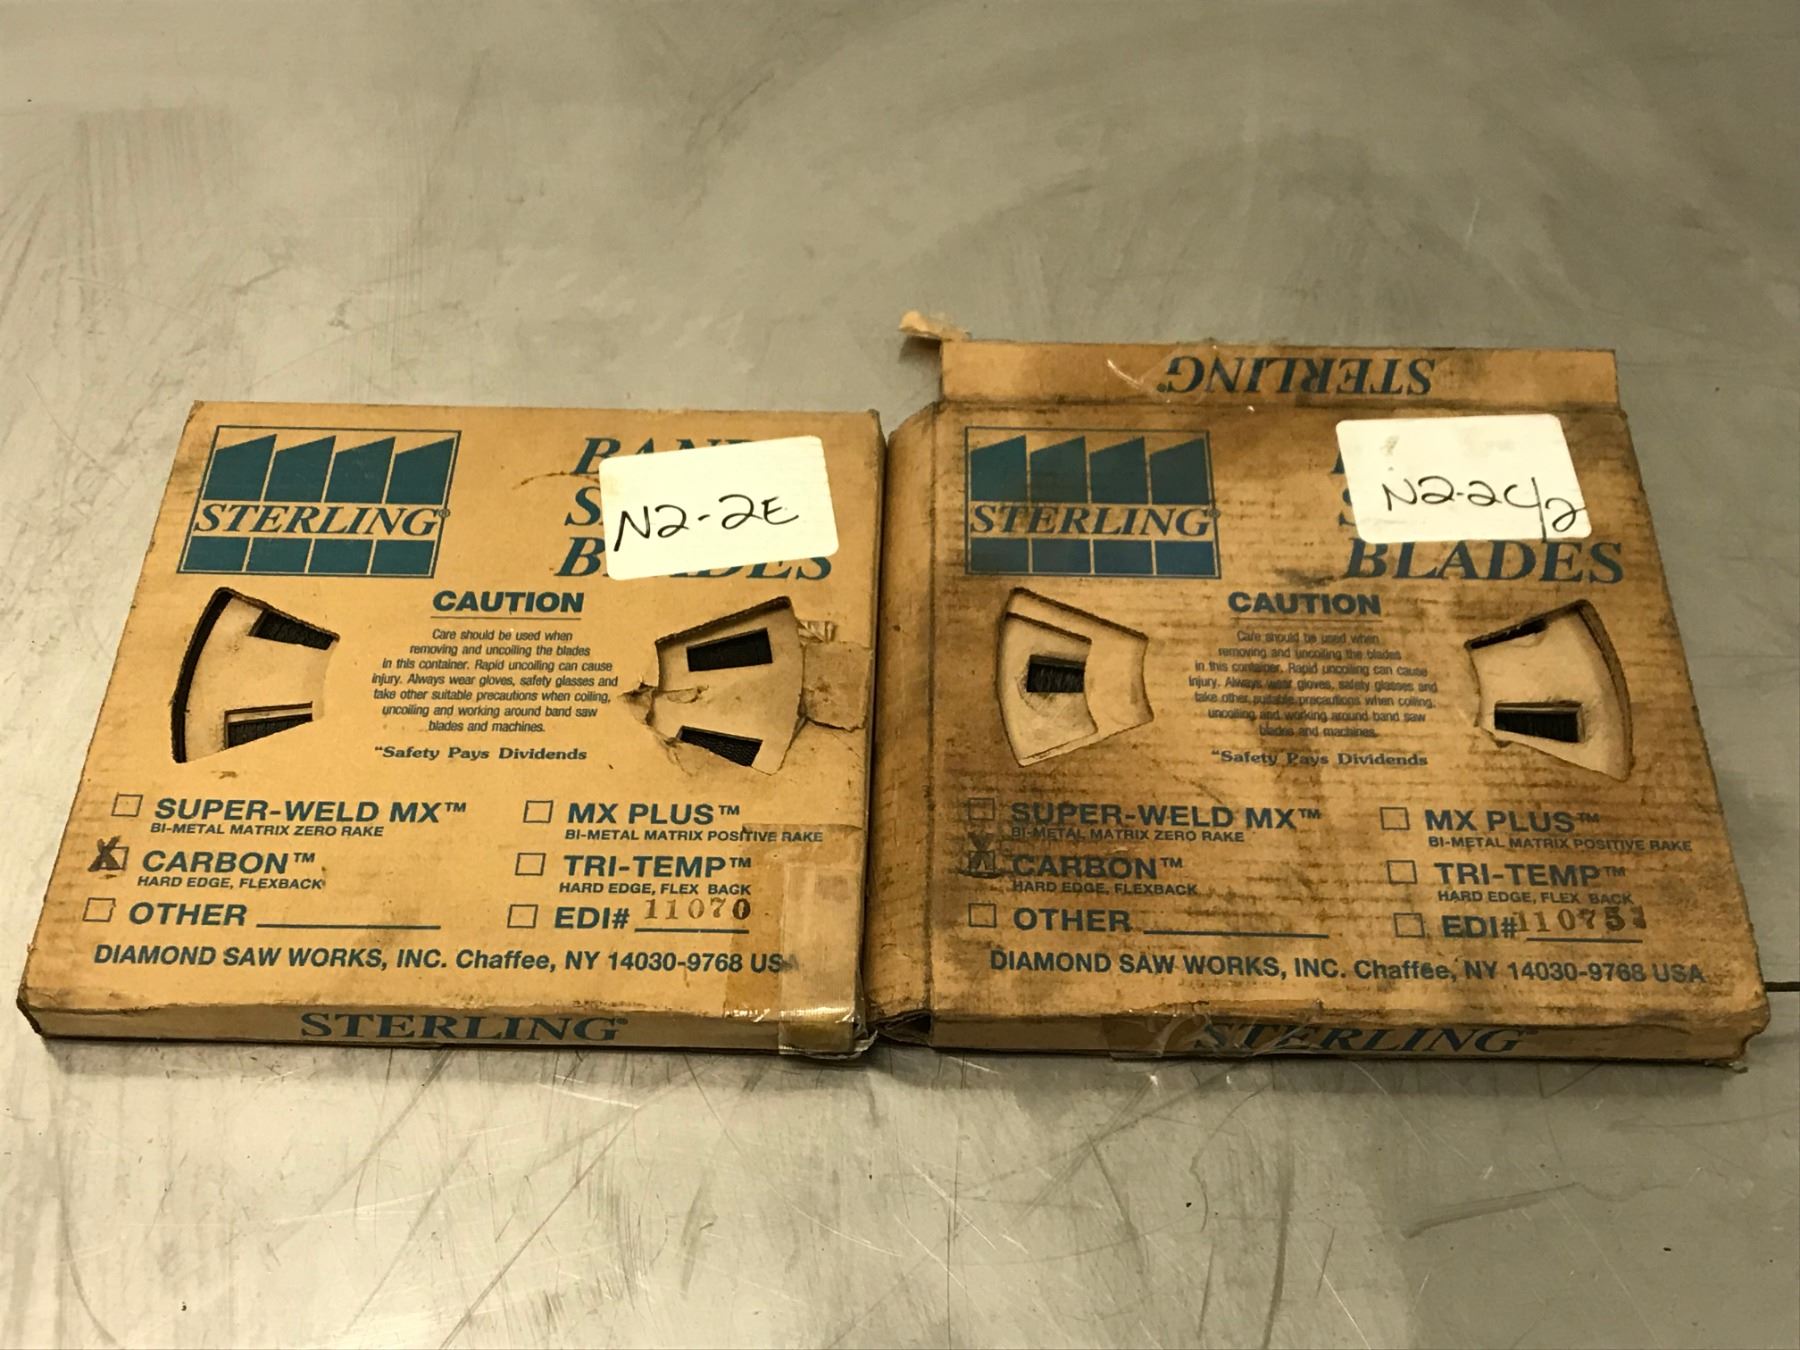 STERLING®
BAND
BLADES
N2-2E
CAUTION
Care should be used when
removing and uncoiling the blades
in this container. Rapid uncoiling can cause
injury. Always wear gloves, safety glasses and
take other suitable precautions when coiling,
uncoiling and working around band saw
blades and machines.
"Safety Pays Dividends
SUPER-WELD MX™
BI-METAL MATRIX ZERO RAKE
MX PLUS™
BI-METAL MATRIX POSITIVE RAKE
X CARBON™
HARD EDGE, FLEXBACK
TRI-TEMP™
HARD EDGE, FLEX BACK
OTHER
EDI# 11070
DIAMOND SAW WORKS, INC. Chaffee, NY 14030-9768 USA
STERLING®
STERLING®
STERLING®
BLADES
N2-2C/2
CAUTION
Care should be used when
removing and uncoiling the blades
in this container. Rapid uncoiling can cause
injury. Always wear gloves, safety glasses and
take other suitable precautions when coiling,
uncoiling and working around band saw
blades and machines.
"Safety Pays Dividends
SUPER-WELD MX™
BI-METAL MATRIX ZERO RAKE
MX PLUS™
BI-METAL MATRIX POSITIVE RAKE
X CARBON™
HARD EDGE, FLEXBACK
TRI-TEMP™
HARD EDGE, FLEX BACK
OTHER
EDI#
DIAMOND SAW WORKS, INC. Chaffee, NY 14030-9768 USA
STERLING®